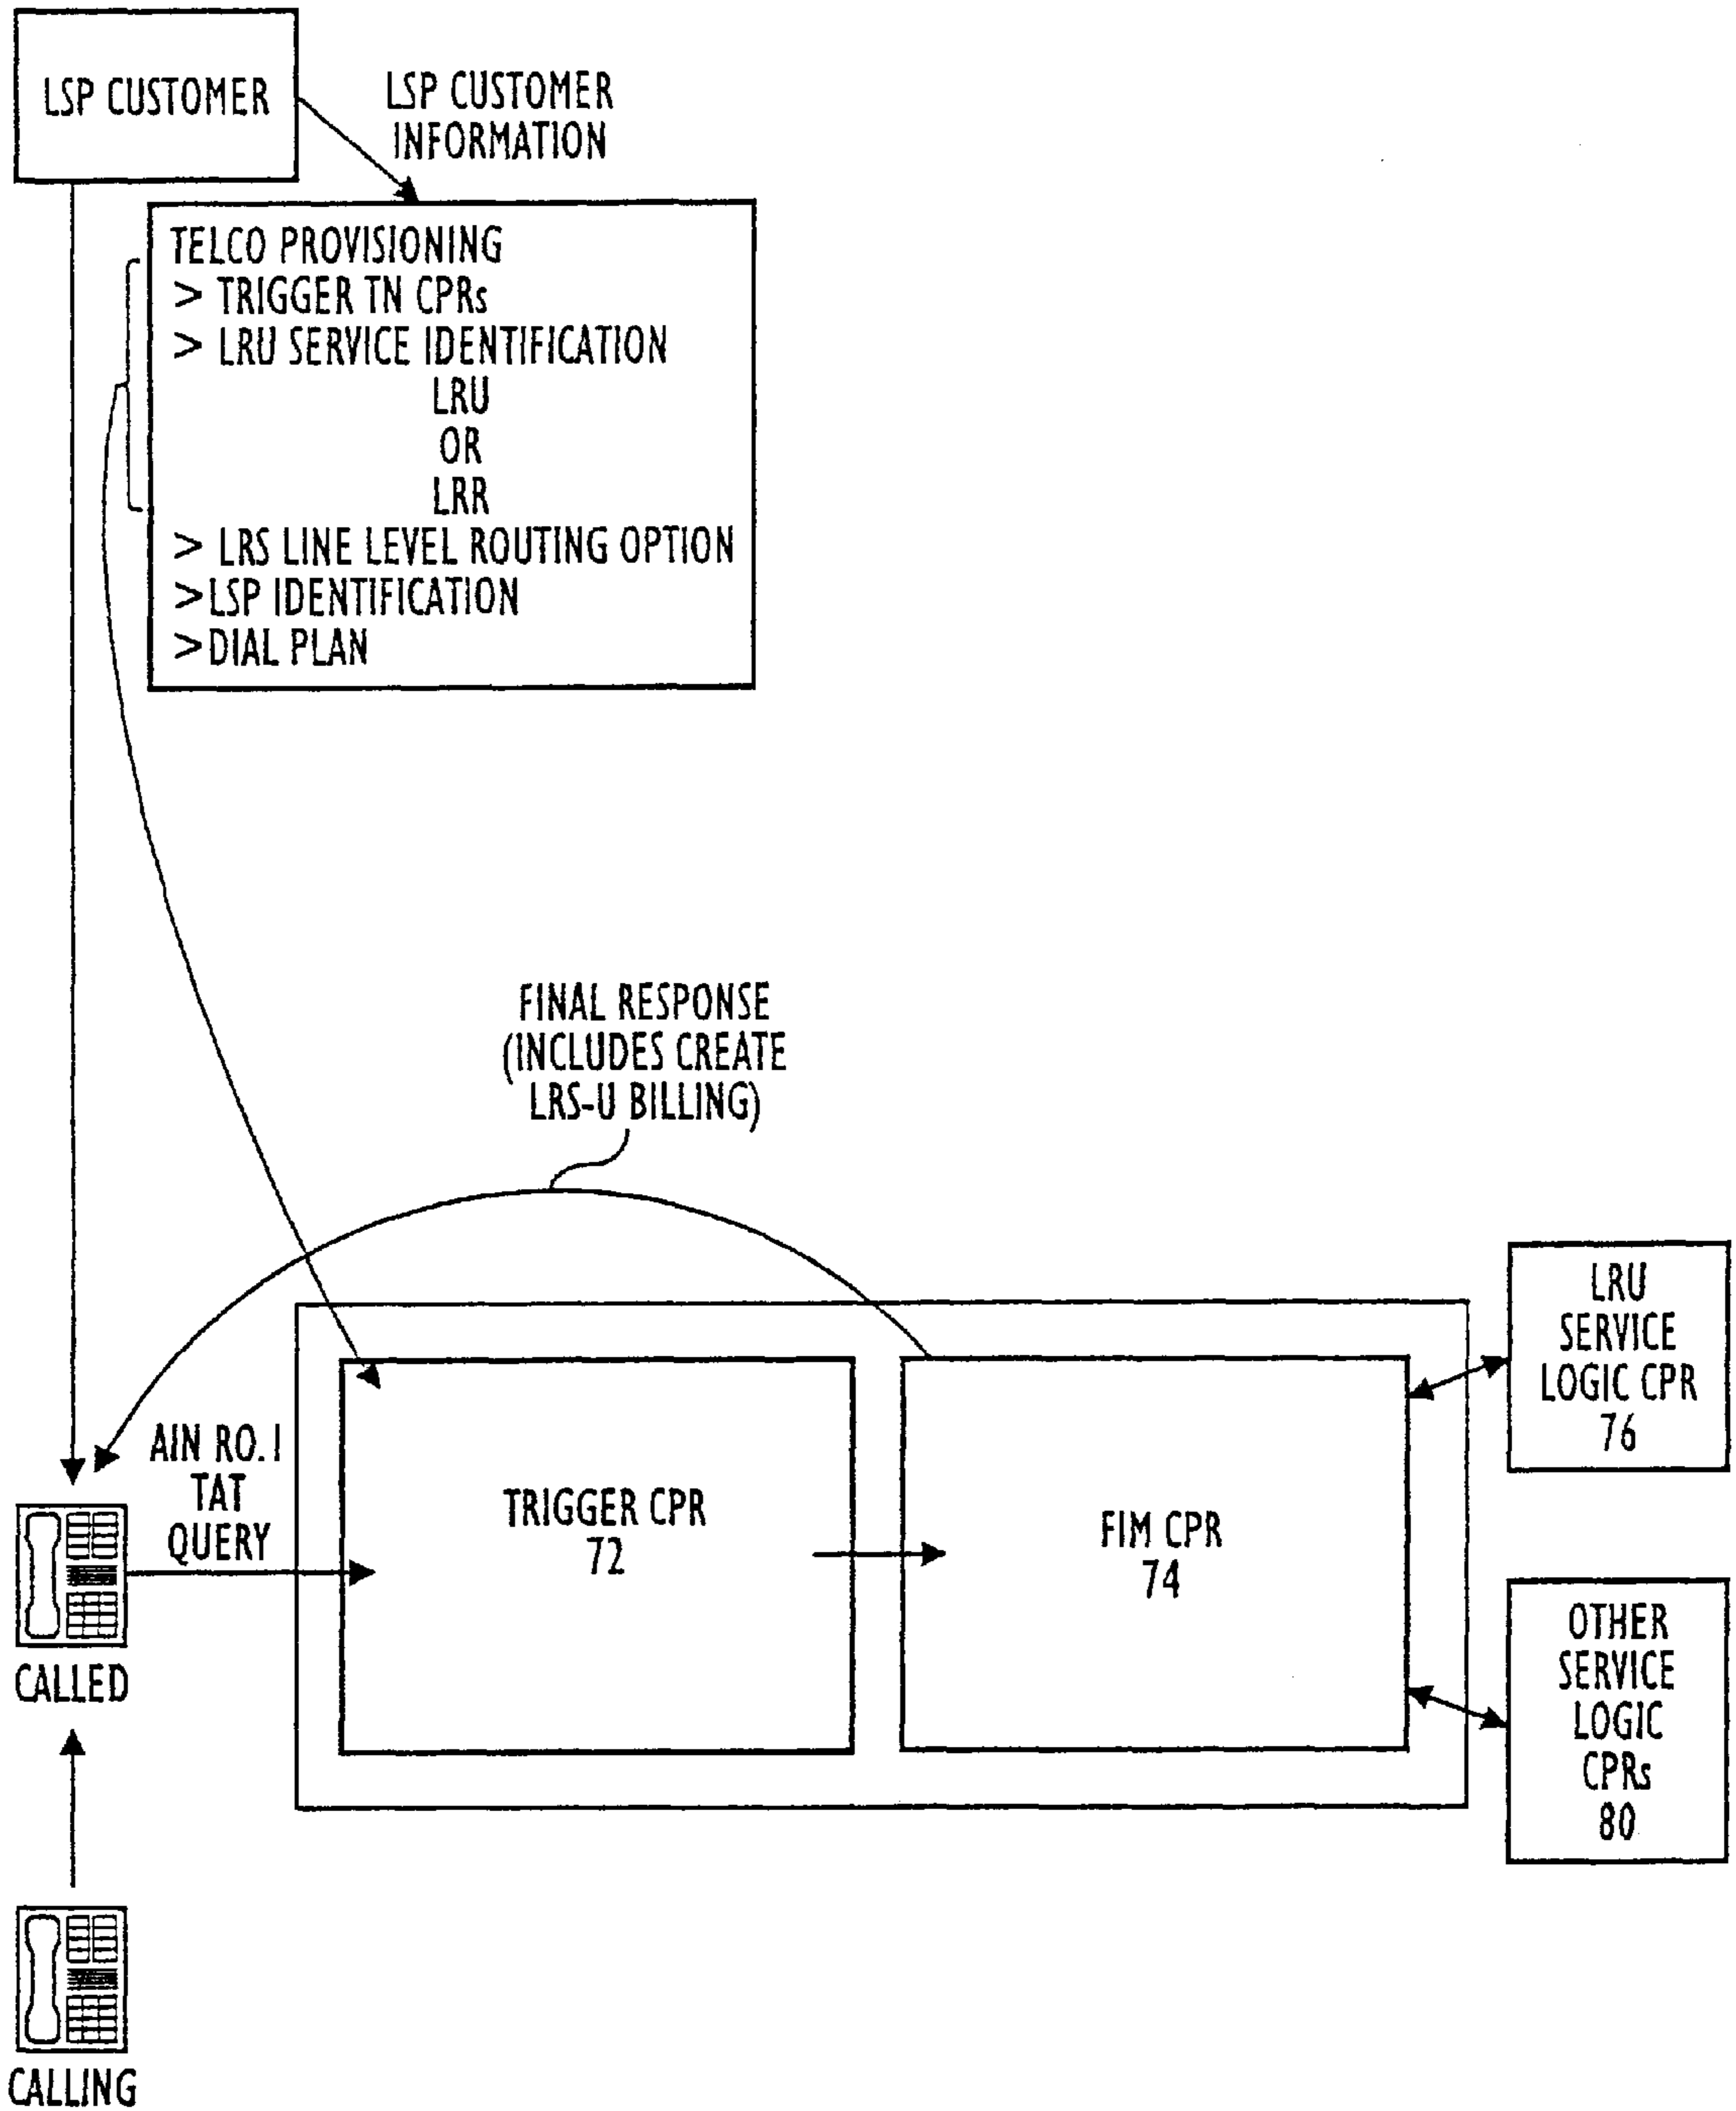 LSP CUSTOMER
LSP CUSTOMER
INFORMATION
TELCO PROVISIONING
> TRIGGER TN CPRs
> LRU SERVICE IDENTIFICATION
LRU
OR
LRR
> LRS LINE LEVEL ROUTING OPTION
>LSP IDENTIFICATION
>DIAL PLAN
FINAL RESPONSE
(INCLUDES CREATE
LRS-U BILLING)
AIN RO.1
TAT
QUERY
TRIGGER CPR
72
FIM CPR
74
LRU
SERVICE
LOGIC CPR
76
OTHER
SERVICE
LOGIC
CPRs
80
CALLED
CALLING